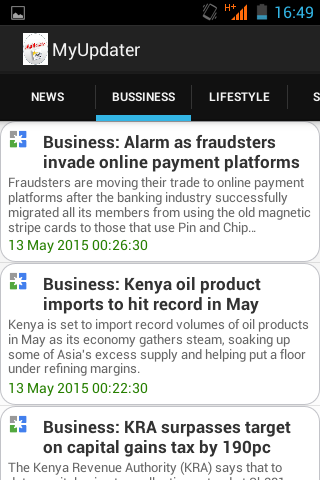 H+ 16:49
MyUpdater
NEWS BUSSINESS LIFESTYLE S
Business: Alarm as fraudsters
invade online payment platforms
Fraudsters are moving their trade to online payment
platforms after the banking industry successfully
migrated all its members from using the old magnetic
stripe cards to those that use Pin and Chip...
13 May 2015 00:26:30
Business: Kenya oil product
imports to hit record in May
Kenya is set to import record volumes of oil products
in May as its economy gathers steam, soaking up
some of Asia's excess supply and helping put a floor
under refining margins.
13 May 2015 00:22:30
Business: KRA surpasses target
on capital gains tax by 190pc
The Kenya Revenue Authority (KRA) says that to